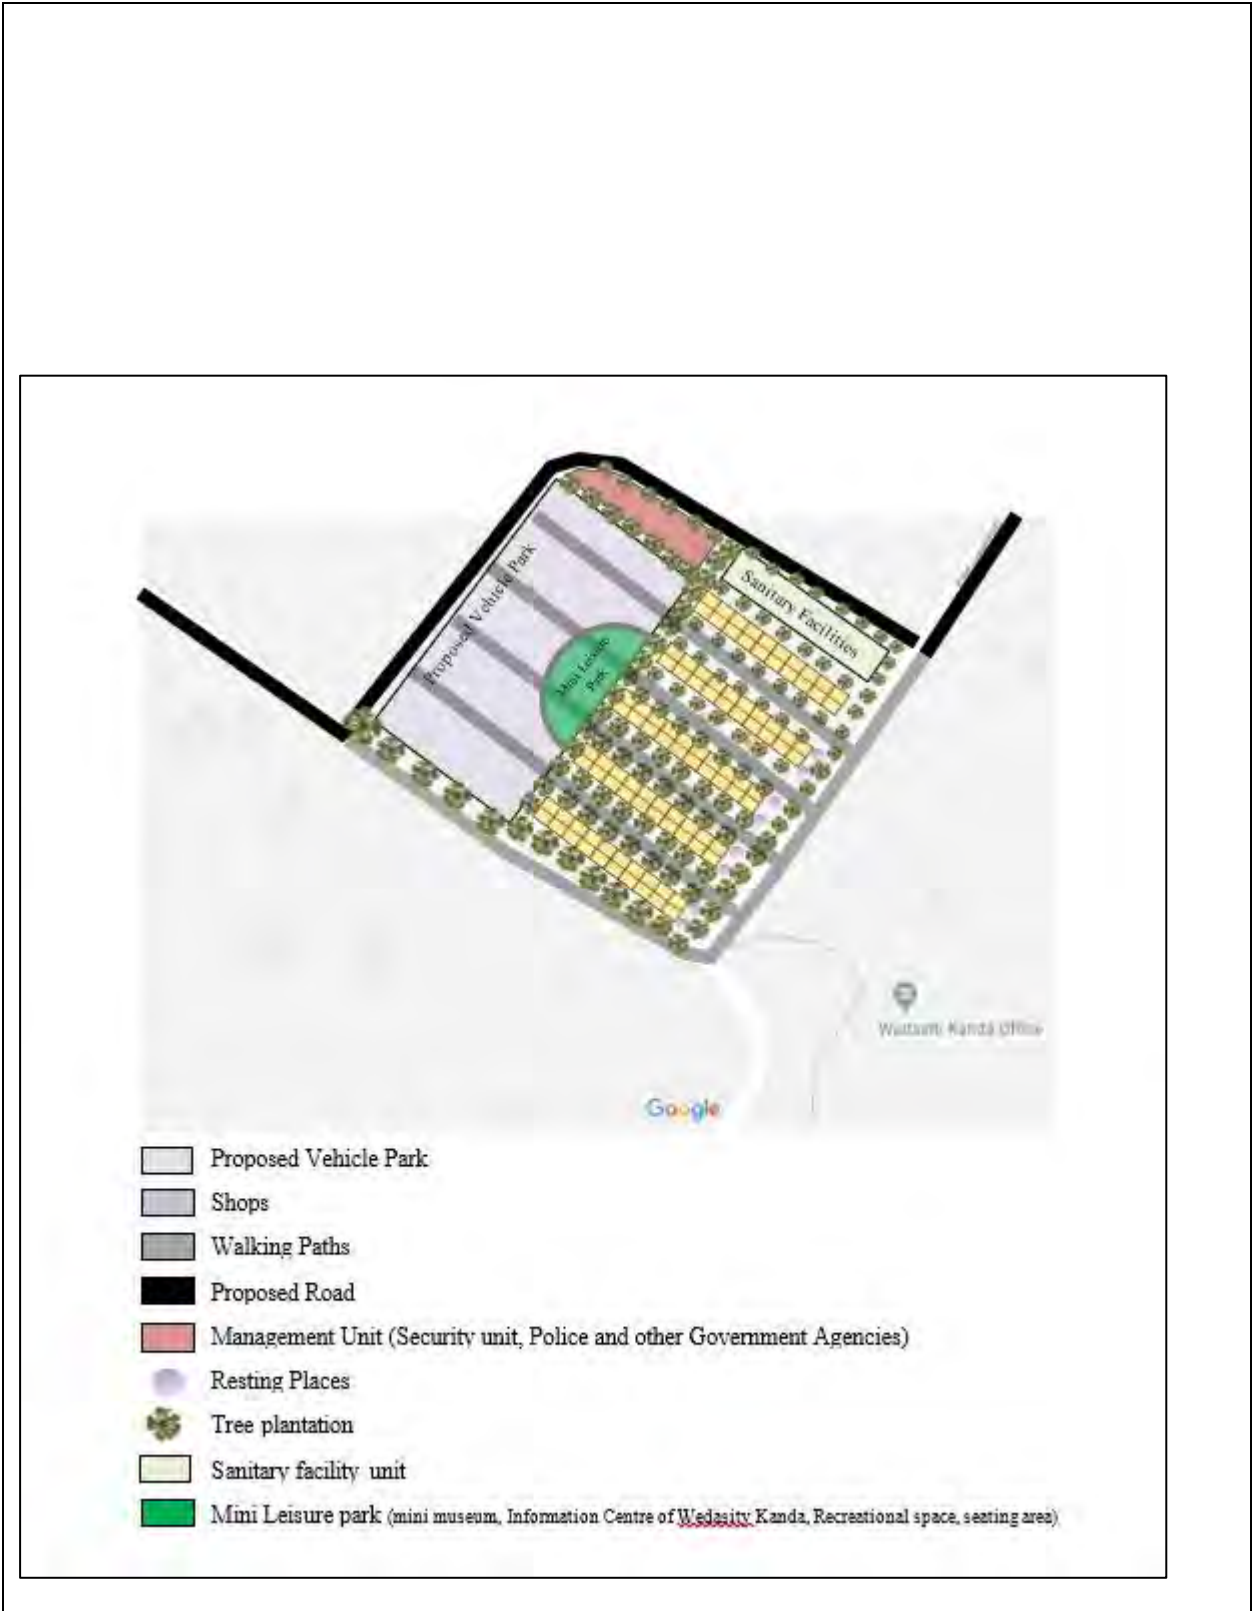 Proposed Vehicle Park
Sanitary Facilities
Mini Leisure
Park
Kanda Office
Google
Proposed Vehicle Park
Shops
Walking Paths
Proposed Road
Management Unit (Security unit, Police and other Government Agencies)
Resting Places
Tree plantation
Sanitary facility unit
Mini Leisure park (mini museum, Information Centre of Wedasity Kanda, Recreational space, seating area)